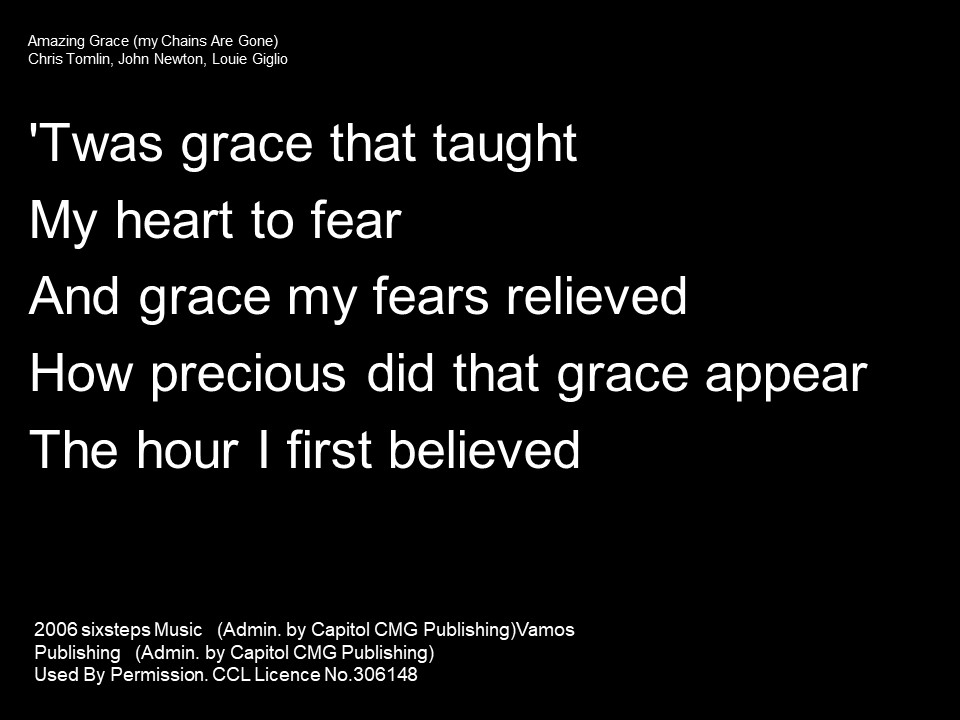 Amazing Grace (my Chains Are Gone)
Chris Tomlin, John Newton, Louie Giglio
'Twas grace that taught
My heart to fear
And grace my fears relieved
How precious did that grace appear
The hour I first believed
2006 sixsteps Music (Admin. by Capitol CMG Publishing)Vamos
Publishing (Admin. by Capitol CMG Publishing)
Used By Permission. CCL Licence No.306148